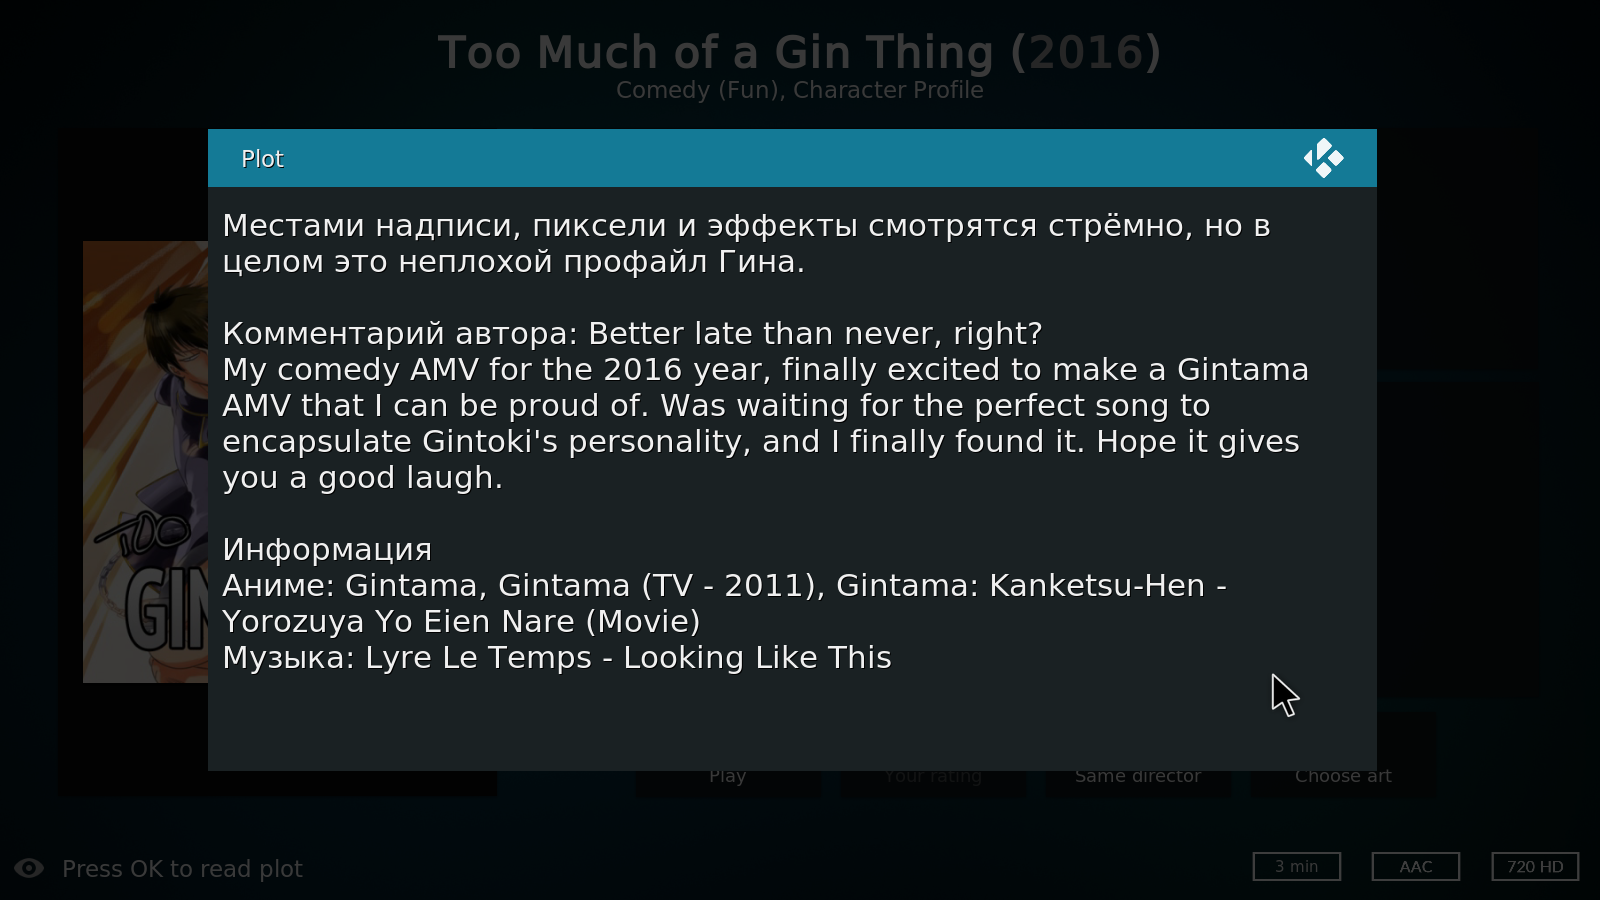 Too Much of a Gin Thing (2016)
Comedy (Fun), Character Profile
Plot
Местами надписи, пиксели и эффекты смотрятся стрёмно, но в
целом это неплохой профайл Гина.
Комментарий автора: Better late than never, right?
My comedy AMV for the 2016 year, finally excited to make a Gintama
AMV that I can be proud of. Was waiting for the perfect song to
encapsulate Gintoki's personality, and I finally found it. Hope it gives
you a good laugh.
Информация
Аниме: Gintama, Gintama (TV - 2011), Gintama: Kanketsu-Hen -
Yorozuya Yo Eien Nare (Movie)
Музыка: Lyre Le Temps - Looking Like This
TOO
GIN
Play
Your rating
Same director
Choose art
Press OK to read plot
3 min
AAC
720 HD